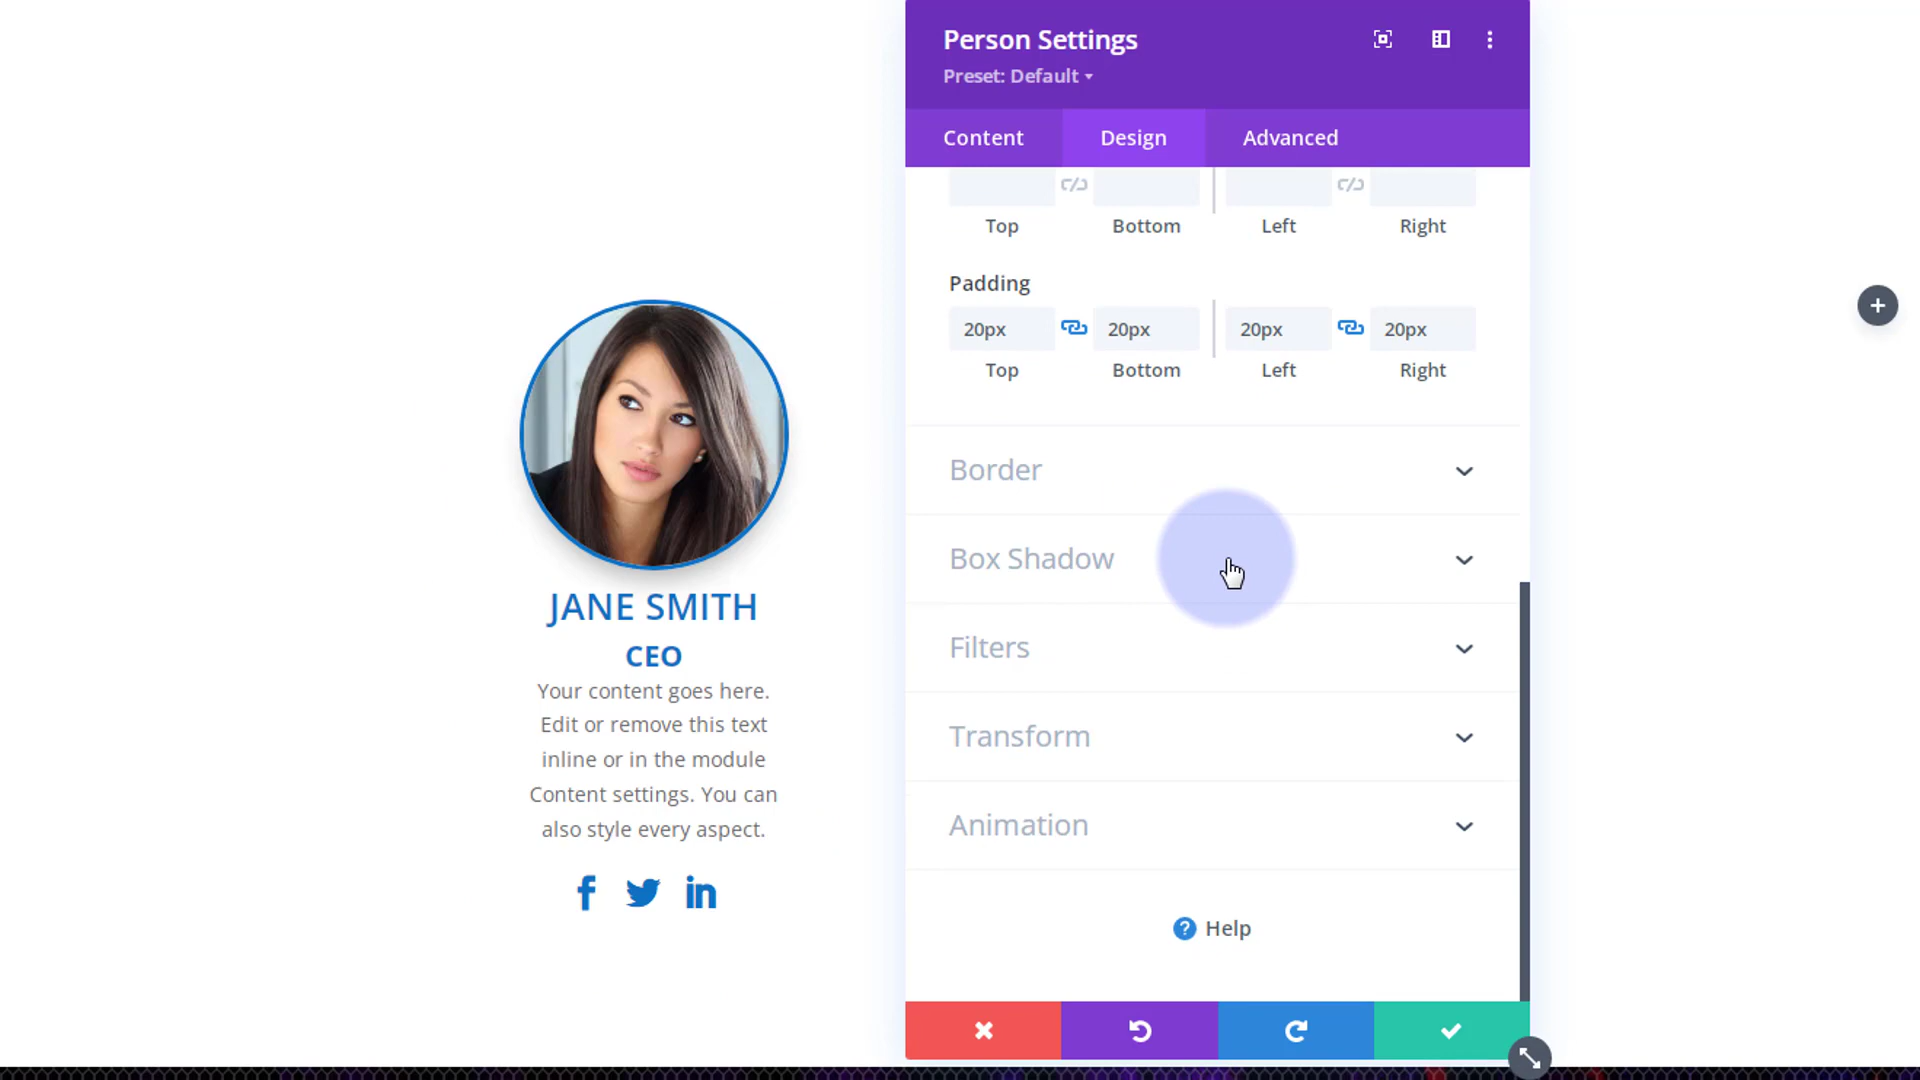 Person Settings
Preset: Default
Content Design Advanced
Top Bottom Left Right
Padding
20px 20px 20px 20px
Top Bottom Left Right
Border
Box Shadow
Filters
Transform
Animation
? Help
JANE SMITH
CEO
Your content goes here.
Edit or remove this text
inline or in the module
Content settings. You can
also style every aspect.